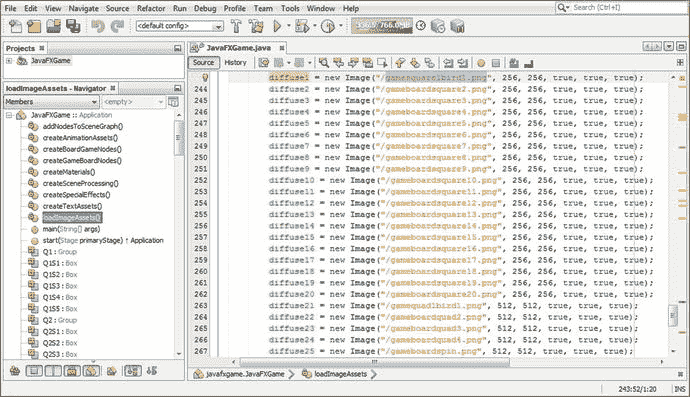 File Edit View Navigate Source Refactor Run Debug Profile Team Tools Window Help
Search (Ctrl+I)
<default config>
Projects
JavaFXGame
loadImageAssets - Navigator
Members
<empty>
JavaFXGame :: Application
addNodesToSceneGraph()
createAnimationAssets()
createBoardGameNodes()
createGameBoardNodes()
createMaterials()
createSceneProcessing()
createSpecialEffects()
createTextAssets()
loadImageAssets()
main(String[] args)
start(Stage primaryStage) : Application
Q1 : Group
Q1S1 : Box
Q1S2 : Box
Q1S3 : Box
Q1S4 : Box
Q1S5 : Box
Q2 : Group
Q2S1 : Box
Q2S2 : Box
Q2S3 : Box
JavaFXGame.java
Source History
diffuse1 = new Image("/gamesquare1bird1.png", 256, 256, true, true, true);
244 diffuse2 = new Image("/gameboardsquare2.png", 256, 256, true, true, true);
245 diffuse3 = new Image("/gameboardsquare3.png", 256, 256, true, true, true);
246 diffuse4 = new Image("/gameboardsquare4.png", 256, 256, true, true, true);
247 diffuse5 = new Image("/gameboardsquare5.png", 256, 256, true, true, true);
248 diffuse6 = new Image("/gameboardsquare6.png", 256, 256, true, true, true);
249 diffuse7 = new Image("/gameboardsquare7.png", 256, 256, true, true, true);
250 diffuse8 = new Image("/gameboardsquare8.png", 256, 256, true, true, true);
251 diffuse9 = new Image("/gameboardsquare9.png", 256, 256, true, true, true);
252 diffuse10 = new Image("/gameboardsquare10.png", 256, 256, true, true, true);
253 diffuse11 = new Image("/gameboardsquare11.png", 256, 256, true, true, true);
254 diffuse12 = new Image("/gameboardsquare12.png", 256, 256, true, true, true);
255 diffuse13 = new Image("/gameboardsquare13.png", 256, 256, true, true, true);
256 diffuse14 = new Image("/gameboardsquare14.png", 256, 256, true, true, true);
257 diffuse15 = new Image("/gameboardsquare15.png", 256, 256, true, true, true);
258 diffuse16 = new Image("/gameboardsquare16.png", 256, 256, true, true, true);
259 diffuse17 = new Image("/gameboardsquare17.png", 256, 256, true, true, true);
260 diffuse18 = new Image("/gameboardsquare18.png", 256, 256, true, true, true);
261 diffuse19 = new Image("/gameboardsquare19.png", 256, 256, true, true, true);
262 diffuse20 = new Image("/gameboardsquare20.png", 256, 256, true, true, true);
263 diffuse21 = new Image("/gamequad1bird1.png", 512, 512, true, true, true);
264 diffuse22 = new Image("/gameboardquad2.png", 512, 512, true, true, true);
265 diffuse23 = new Image("/gameboardquad3.png", 512, 512, true, true, true);
266 diffuse24 = new Image("/gameboardquad4.png", 512, 512, true, true, true);
267 diffuse25 = new Image("/gameboardspin.png", 512, 512, true, true, true);
javafxgame.JavaFXGame
loadImageAssets
243:52/1:20
INS